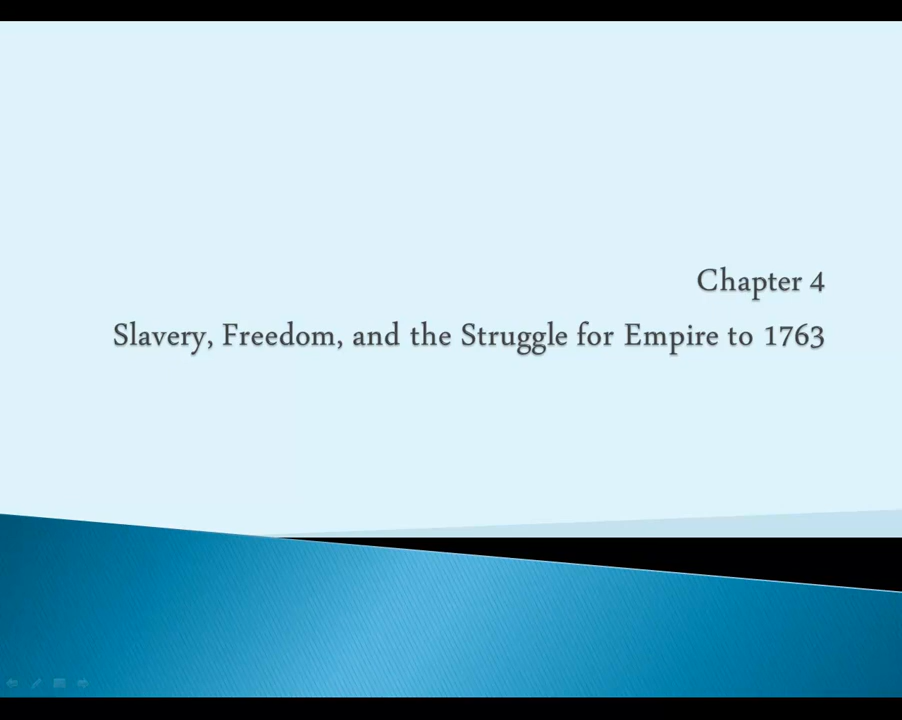 Chapter 4
Slavery, Freedom, and the Struggle for Empire to 1763